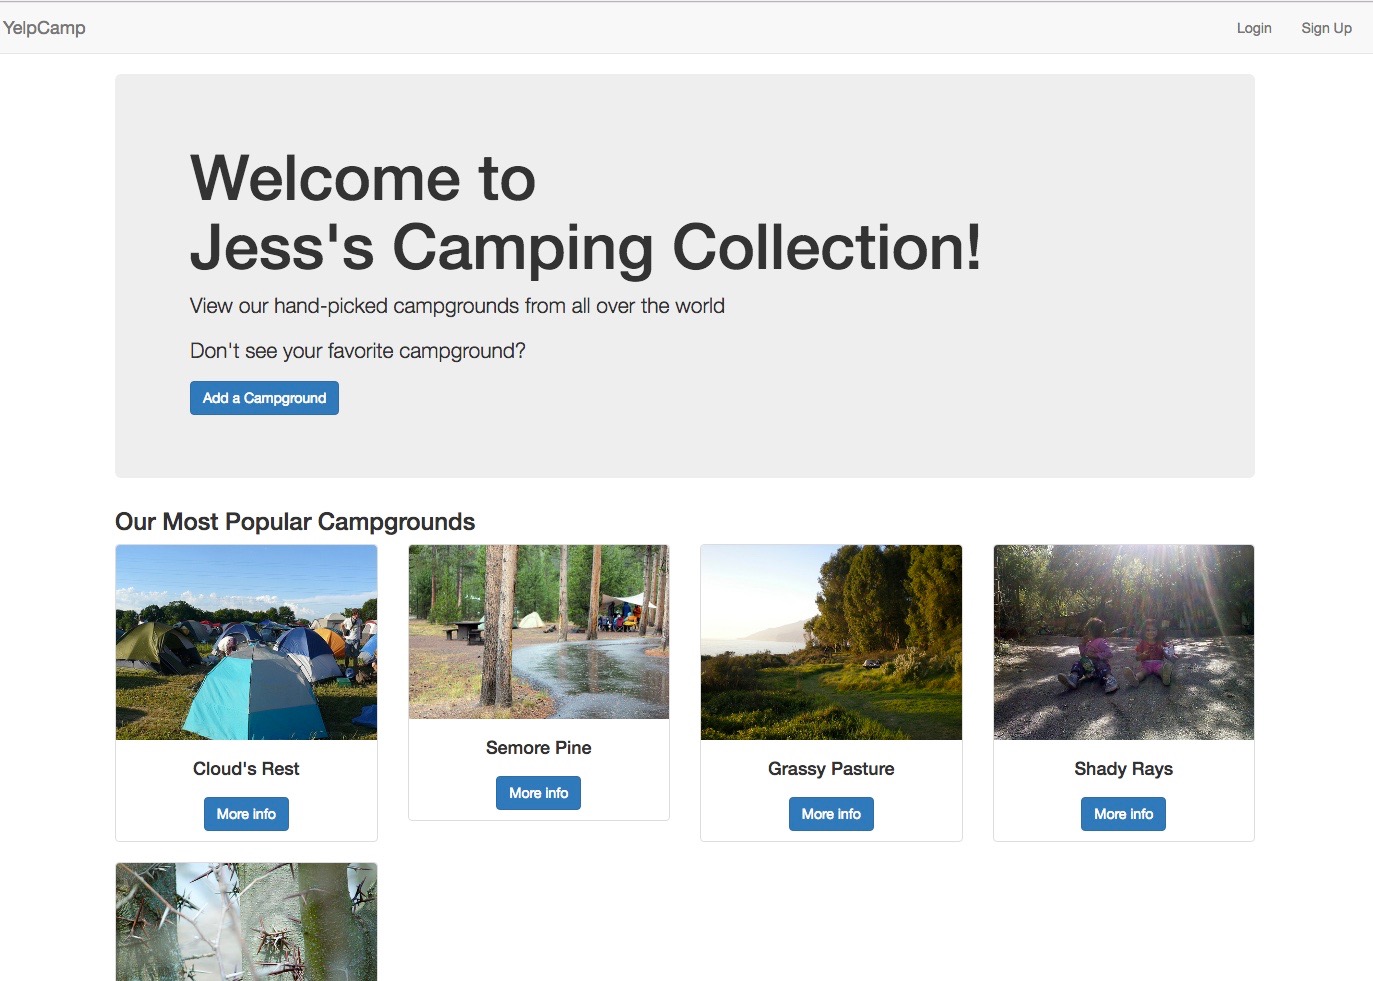 YelpCamp
Login
Sign Up
Welcome to
Jess's Camping Collection!
View our hand-picked campgrounds from all over the world
Don't see your favorite campground?
Add a Campground
Our Most Popular Campgrounds
Cloud's Rest
More info
Semore Pine
More info
Grassy Pasture
More info
Shady Rays
More info